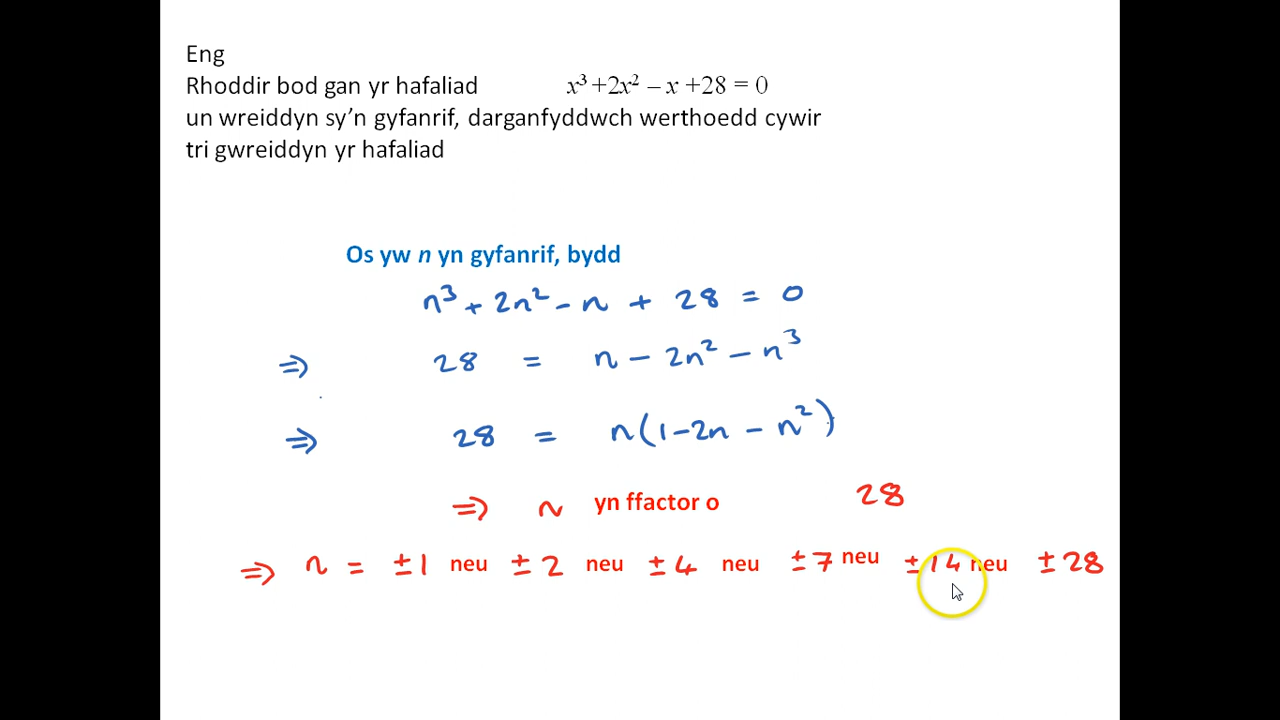 Eng
Rhoddir bod gan yr hafaliad x³ +2x² – x +28 = 0
un wreiddyn sy’n gyfanrif, darganfyddwch werthoedd cywir
tri gwreiddyn yr hafaliad
Os yw n yn gyfanrif, bydd
n³ + 2n² - n + 28 = 0
⇒ 28 = n - 2n² - n³
⇒ 28 = n(1-2n - n²)
⇒ n yn ffactor o 28
⇒ n = ±1 neu ±2 neu ±4 neu ±7 neu ±14 neu ±28